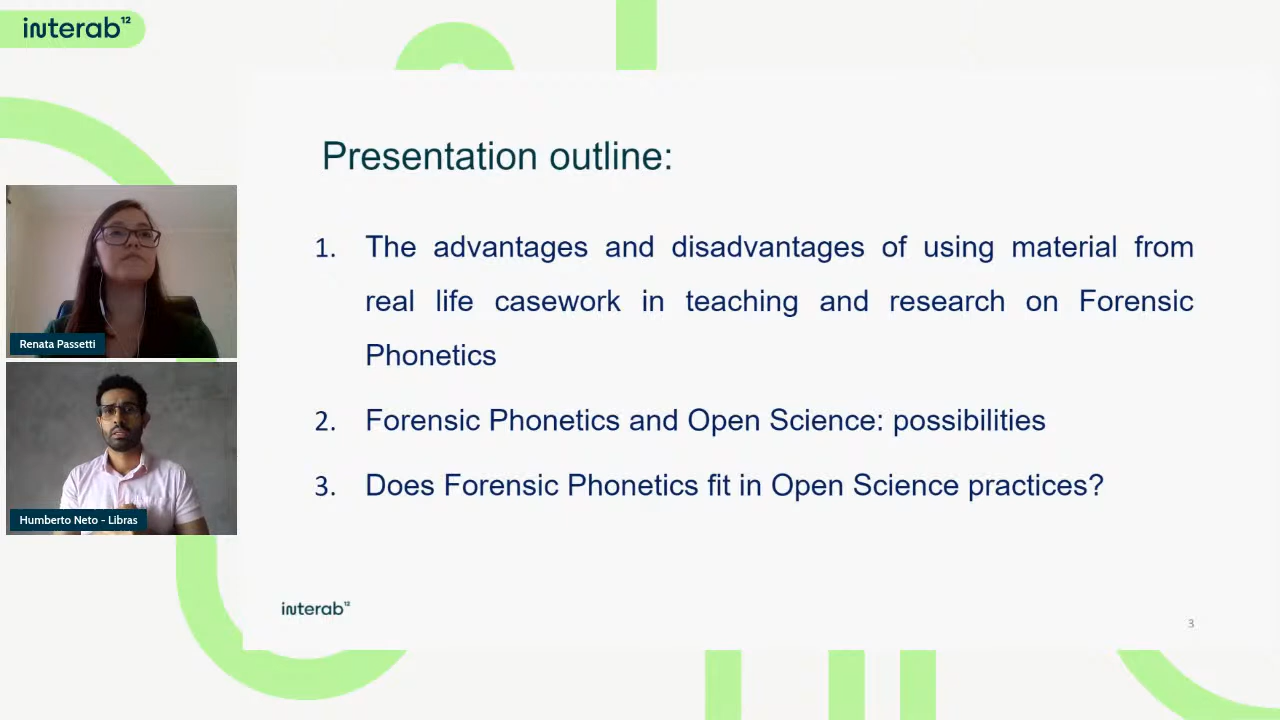 interab¹²
Presentation outline:
1. The advantages and disadvantages of using material from
real life casework in teaching and research on Forensic
Phonetics
2. Forensic Phonetics and Open Science: possibilities
3. Does Forensic Phonetics fit in Open Science practices?
Renata Passetti
Humberto Neto - Libras
interab¹²
3